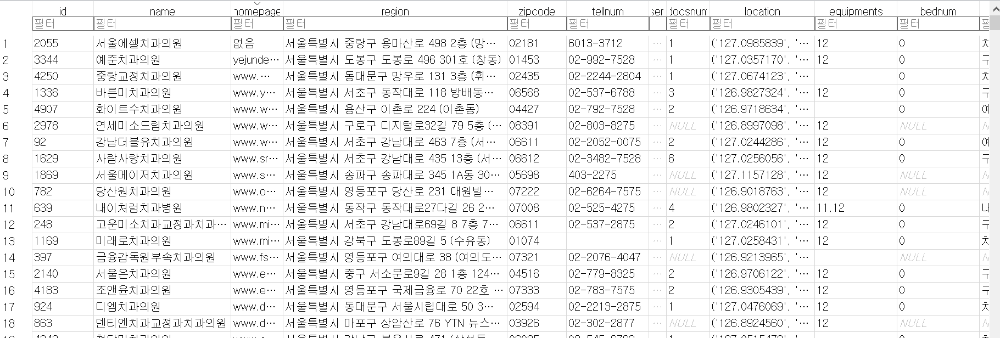 id name homepage region zipcode tellnum ser docsnum location equipments bednum
필터 필터 필터 필터 필터 필터 필터 필터 필터 필터
1 2055 서울에셀치과의원 없음 서울특별시 중랑구 용마산로 498 2층 (망… 02181 6013-3712 … 1 ('127.0985839', '… 12 0 치
2 3344 예준치과의원 yejunde… 서울특별시 도봉구 도봉로 496 301호 (창동) 01453 02-992-7528 … 1 ('127.0357170', '… 12 0 구
3 4250 중랑교정치과의원 www.… 서울특별시 동대문구 망우로 131 3층 (휘… 02435 02-2244-2804 … 1 ('127.0674123', '… 0 치
4 1336 바른미치과의원 www.y… 서울특별시 서초구 동작대로 118 방배동… 06568 02-537-6788 … 3 ('126.9827324', '… 12 0 구
5 4907 화이트수치과의원 www.w… 서울특별시 용산구 이촌로 224 (이촌동) 04427 02-792-7528 … 2 ('126.9718634', '… 0 예
6 2978 연세미소드림치과의원 www.w… 서울특별시 구로구 디지털로32길 79 5층 (… 08391 02-803-8275 … NULL ('126.8997098', '… 12 NULL N
7 92 강남더블유치과의원 www.w… 서울특별시 서초구 강남대로 463 7층 (서… 06611 02-2052-0075 … 2 ('127.0244286', '… 12 0 예
8 1629 사람사랑치과의원 www.sr… 서울특별시 서초구 강남대로 435 13층 (서… 06612 02-3482-7528 … 6 ('127.0256056', '… 12 0 구
9 1869 서울메이저치과의원 www.s… 서울특별시 송파구 송파대로 345 1A동 30… 05698 403-2275 … NULL ('127.1157128', '… 12 NULL N
10 782 당산원치과의원 www.o… 서울특별시 영등포구 당산로 231 대원빌… 07222 02-6264-7575 … NULL ('126.9018763', '… 12 NULL N
11 639 내이처럼치과병원 www.n… 서울특별시 동작구 동작대로27다길 26 2… 07008 02-525-4275 … 4 ('126.9802327', '… 11,12 0 나
12 248 고운미소치과교정과치과… www.mi… 서울특별시 서초구 강남대로69길 8 7층 7… 06611 02-537-2875 … 2 ('127.0246101', '… 12 0 구
13 1169 미래로치과의원 www.mi… 서울특별시 강북구 도봉로89길 5 (수유동) 01074 … 1 ('127.0258431', '… 12 0 치
14 397 금융감독원부속치과의원 www.fs… 서울특별시 영등포구 여의대로 38 (여의도… 07321 02-2076-4047 … NULL ('126.9213965', '… NULL N
15 2140 서울은치과의원 www.e… 서울특별시 중구 서소문로9길 28 1층 124… 04516 02-779-8325 … 2 ('126.9706122', '… 12 0 구
16 4183 조앤윤치과의원 www.e… 서울특별시 영등포구 국제금융로 70 22호 … 07333 02-783-7575 … 2 ('126.9305439', '… 12 0 구
17 924 디엠치과의원 www.d… 서울특별시 동대문구 서울시립대로 50 3… 02594 02-2213-2875 … 1 ('127.0476069', '… 12 0 치
18 863 덴티엔치과교정과치과의원 www.d… 서울특별시 마포구 상암산로 76 YTN 뉴스… 03926 02-302-2877 … NULL ('126.8924560', '… 12 NULL N